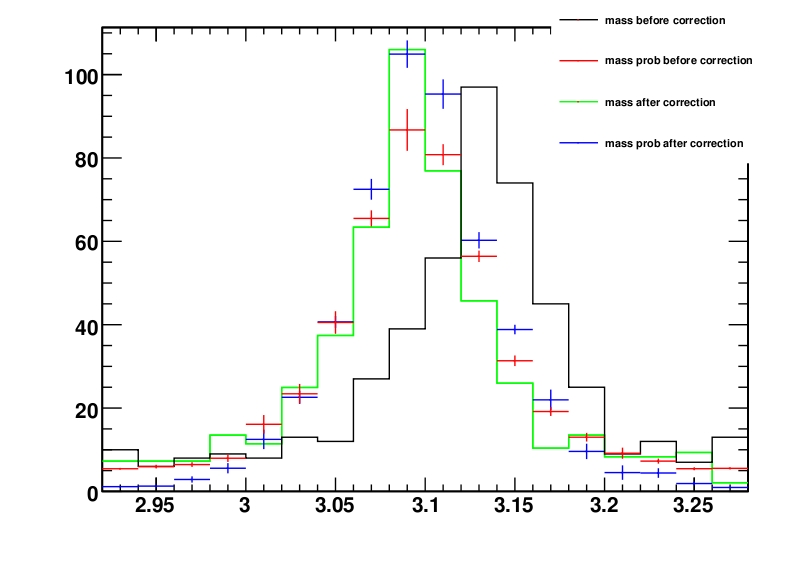 mass before correction
mass prob before correction
mass after correction
mass prob after correction
100
80
60
40
20
0
2.95 3 3.05 3.1 3.15 3.2 3.25